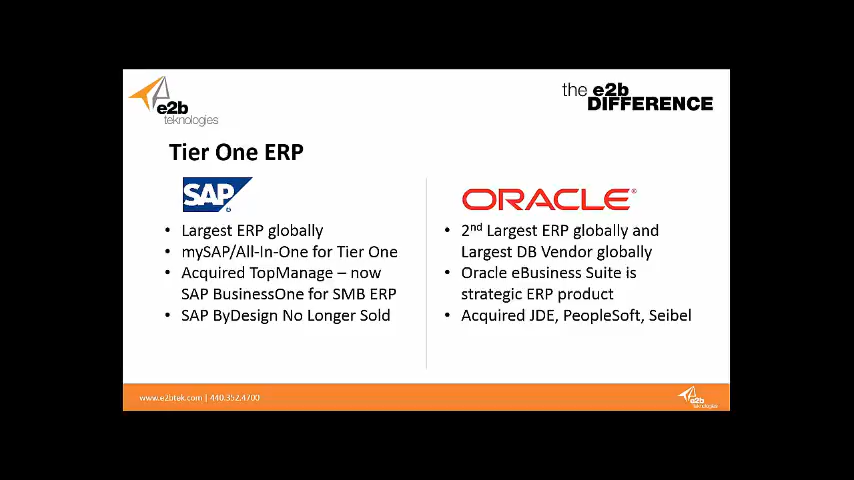 e2b
teknologies
the e2b
DIFFERENCE
Tier One ERP
SAP
• Largest ERP globally
• mySAP/All-In-One for Tier One
• Acquired TopManage – now
SAP BusinessOne for SMB ERP
• SAP ByDesign No Longer Sold
ORACLE®
• 2nd Largest ERP globally and
Largest DB Vendor globally
• Oracle eBusiness Suite is
strategic ERP product
• Acquired JDE, PeopleSoft, Seibel
www.e2btek.com | 440.352.4700
e2b
teknologies